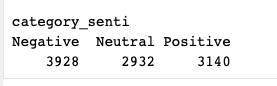 category_senti
Negative Neutral Positive
3928 2932 3140